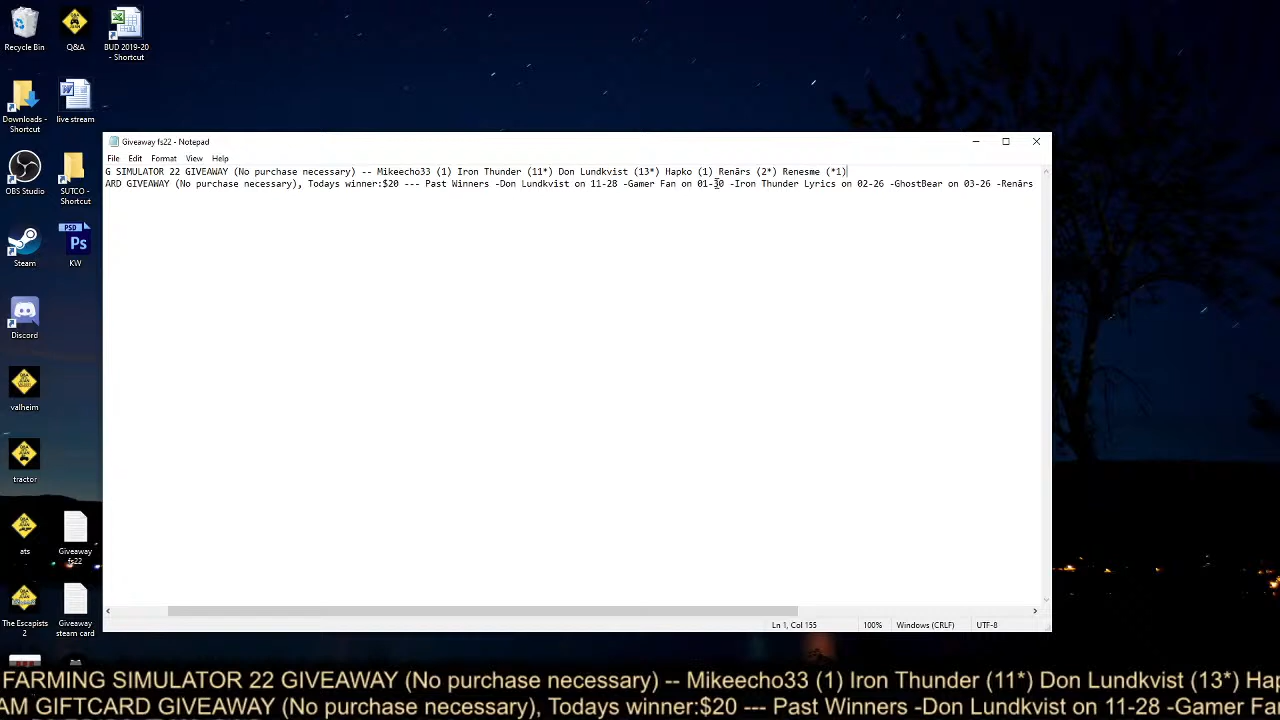 Recycle Bin
Q&A
BUD 2019-20
- Shortcut
Downloads -
Shortcut
live stream
OBS Studio
SUTCO -
Shortcut
Steam
PSD
Ps
KW
Discord
valheim
tractor
ats
Giveaway
fs22
The Escapists
2
Giveaway
steam card
Giveaway fs22 - Notepad
File Edit Format View Help
G SIMULATOR 22 GIVEAWAY (No purchase necessary) -- Mikeecho33 (1) Iron Thunder (11*) Don Lundkvist (13*) Hapko (1) Renārs (2*) Renesme (*1)
ARD GIVEAWAY (No purchase necessary), Todays winner:$20 --- Past Winners -Don Lundkvist on 11-28 -Gamer Fan on 01-30 -Iron Thunder Lyrics on 02-26 -GhostBear on 03-26 -Renārs
Ln 1, Col 155
100%
Windows (CRLF)
UTF-8
FARMING SIMULATOR 22 GIVEAWAY (No purchase necessary) -- Mikeecho33 (1) Iron Thunder (11*) Don Lundkvist (13*) Hap
AM GIFTCARD GIVEAWAY (No purchase necessary), Todays winner:$20 --- Past Winners -Don Lundkvist on 11-28 -Gamer Fan